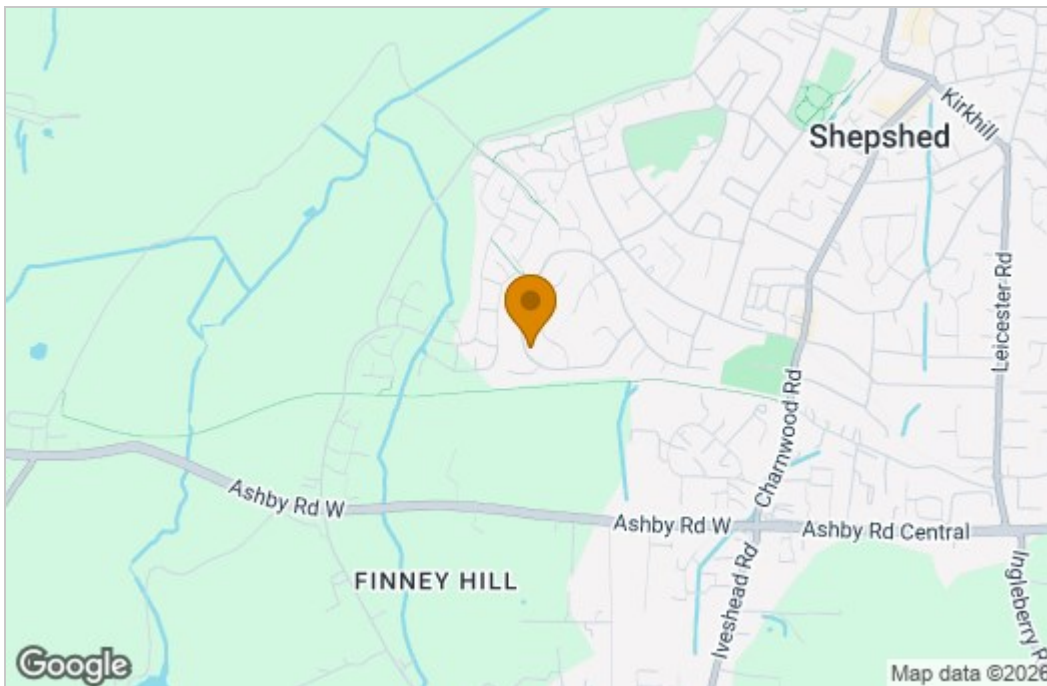 Shepshed
Kirkhill
Leicester Rd
Charnwood Rd
Ashby Rd W
Ashby Rd W
Ashby Rd Central
FINNEY HILL
Iveshead Rd
Ingleberry R
Google
Map data ©2026